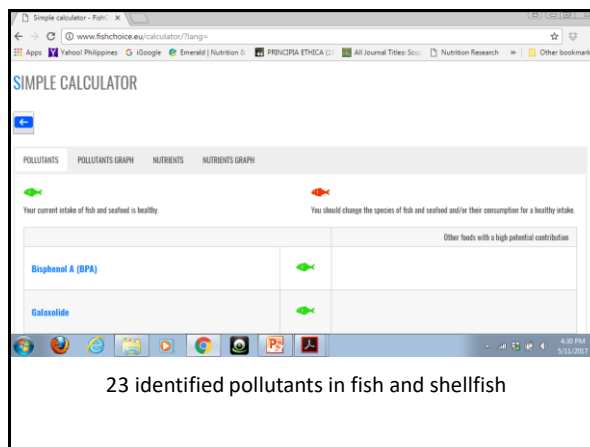 Simple calculator - FishC
www.fishchoice.eu/calculator/?lang=
Apps Yahoo! Philippines iGoogle Emerald | Nutrition & PRINCIPIA ETHICA All Journal Titles: Sco Nutrition Research » Other bookmark
SIMPLE CALCULATOR
POLLUTANTS POLLUTANTS GRAPH NUTRIENTS NUTRIENTS GRAPH
Your current intake of fish and seafood is healthy. You should change the species of fish and seafood and/or their consumption for a healthy intake.
Other foods with a high potential contribution
Bisphenol A (BPA)
Galaxolide
4:30 PM
5/11/2017
23 identified pollutants in fish and shellfish